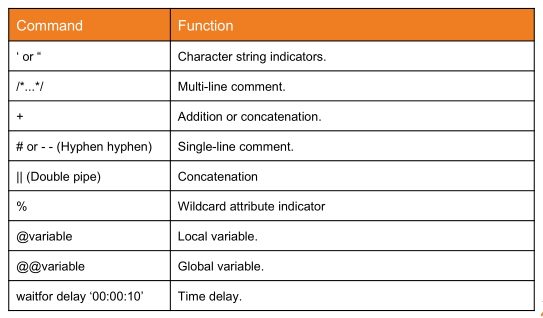 Command Function
‘ or “ Character string indicators.
/*...*/ Multi-line comment.
+ Addition or concatenation.
# or - - (Hyphen hyphen) Single-line comment.
|| (Double pipe) Concatenation
% Wildcard attribute indicator
@variable Local variable.
@@variable Global variable.
waitfor delay ‘00:00:10’ Time delay.